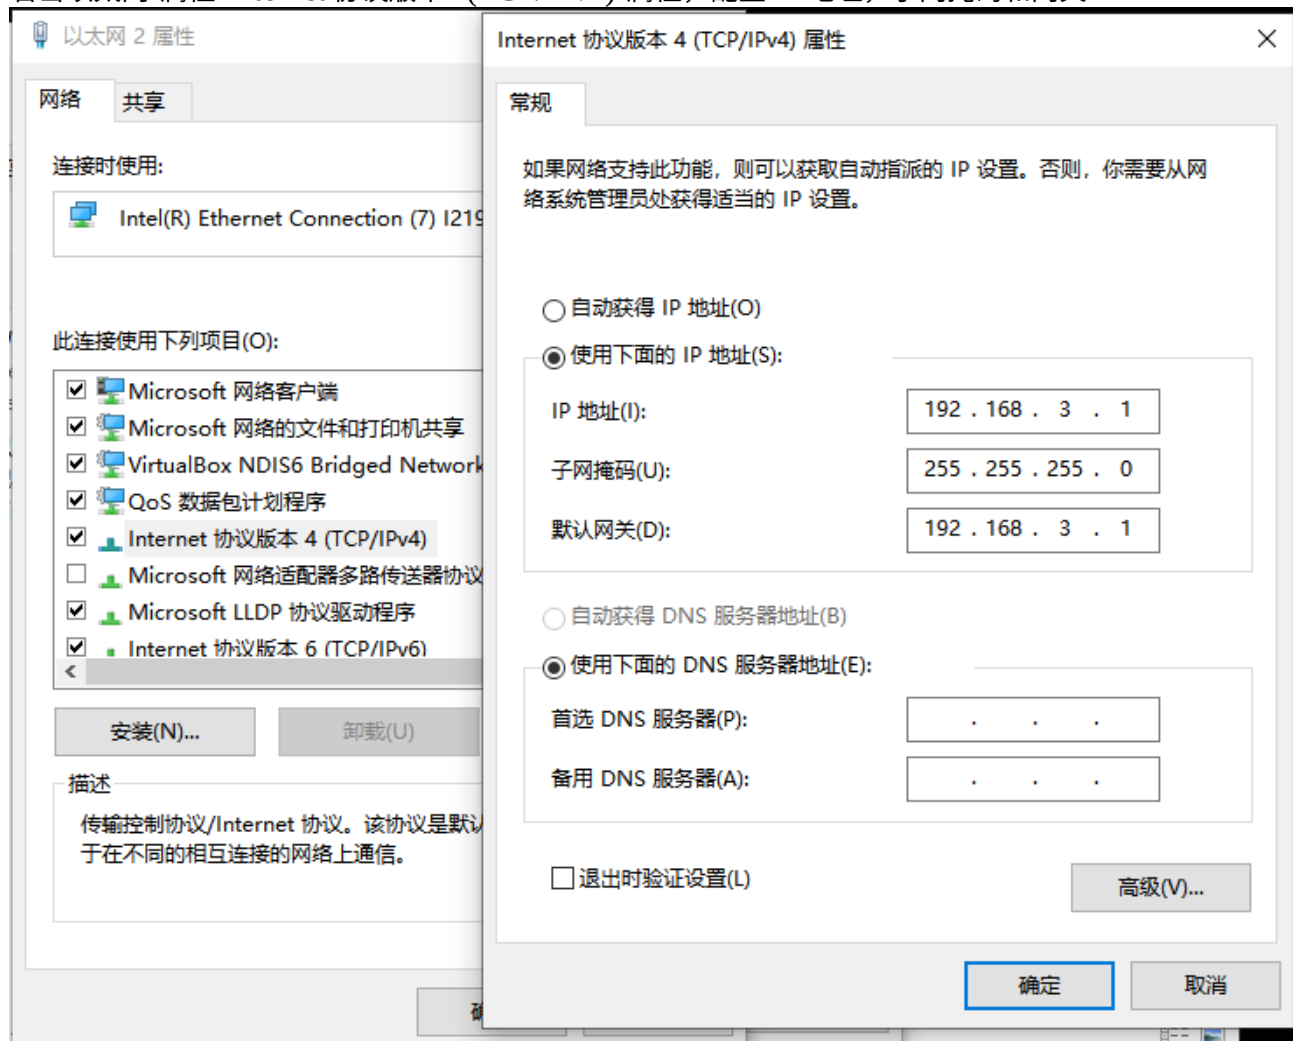 以太网 2 属性
网络
共享
连接时使用:
Intel(R) Ethernet Connection (7) I219
此连接使用下列项目(O):
Microsoft 网络客户端
Microsoft 网络的文件和打印机共享
VirtualBox NDIS6 Bridged Network
QoS 数据包计划程序
Internet 协议版本 4 (TCP/IPv4)
Microsoft 网络适配器多路传送器协议
Microsoft LLDP 协议驱动程序
Internet 协议版本 6 (TCP/IPv6)
安装(N)...
卸载(U)
描述
传输控制协议/Internet 协议。该协议是默认
于在不同的相互连接的网络上通信。
Internet 协议版本 4 (TCP/IPv4) 属性
常规
如果网络支持此功能，则可以获取自动指派的 IP 设置。否则，你需要从网
络系统管理员处获得适当的 IP 设置。
自动获得 IP 地址(O)
使用下面的 IP 地址(S):
IP 地址(I):
192 . 168 . 3 . 1
子网掩码(U):
255 . 255 . 255 . 0
默认网关(D):
192 . 168 . 3 . 1
自动获得 DNS 服务器地址(B)
使用下面的 DNS 服务器地址(E):
首选 DNS 服务器(P):
. . .
备用 DNS 服务器(A):
. . .
退出时验证设置(L)
高级(V)...
确定
取消